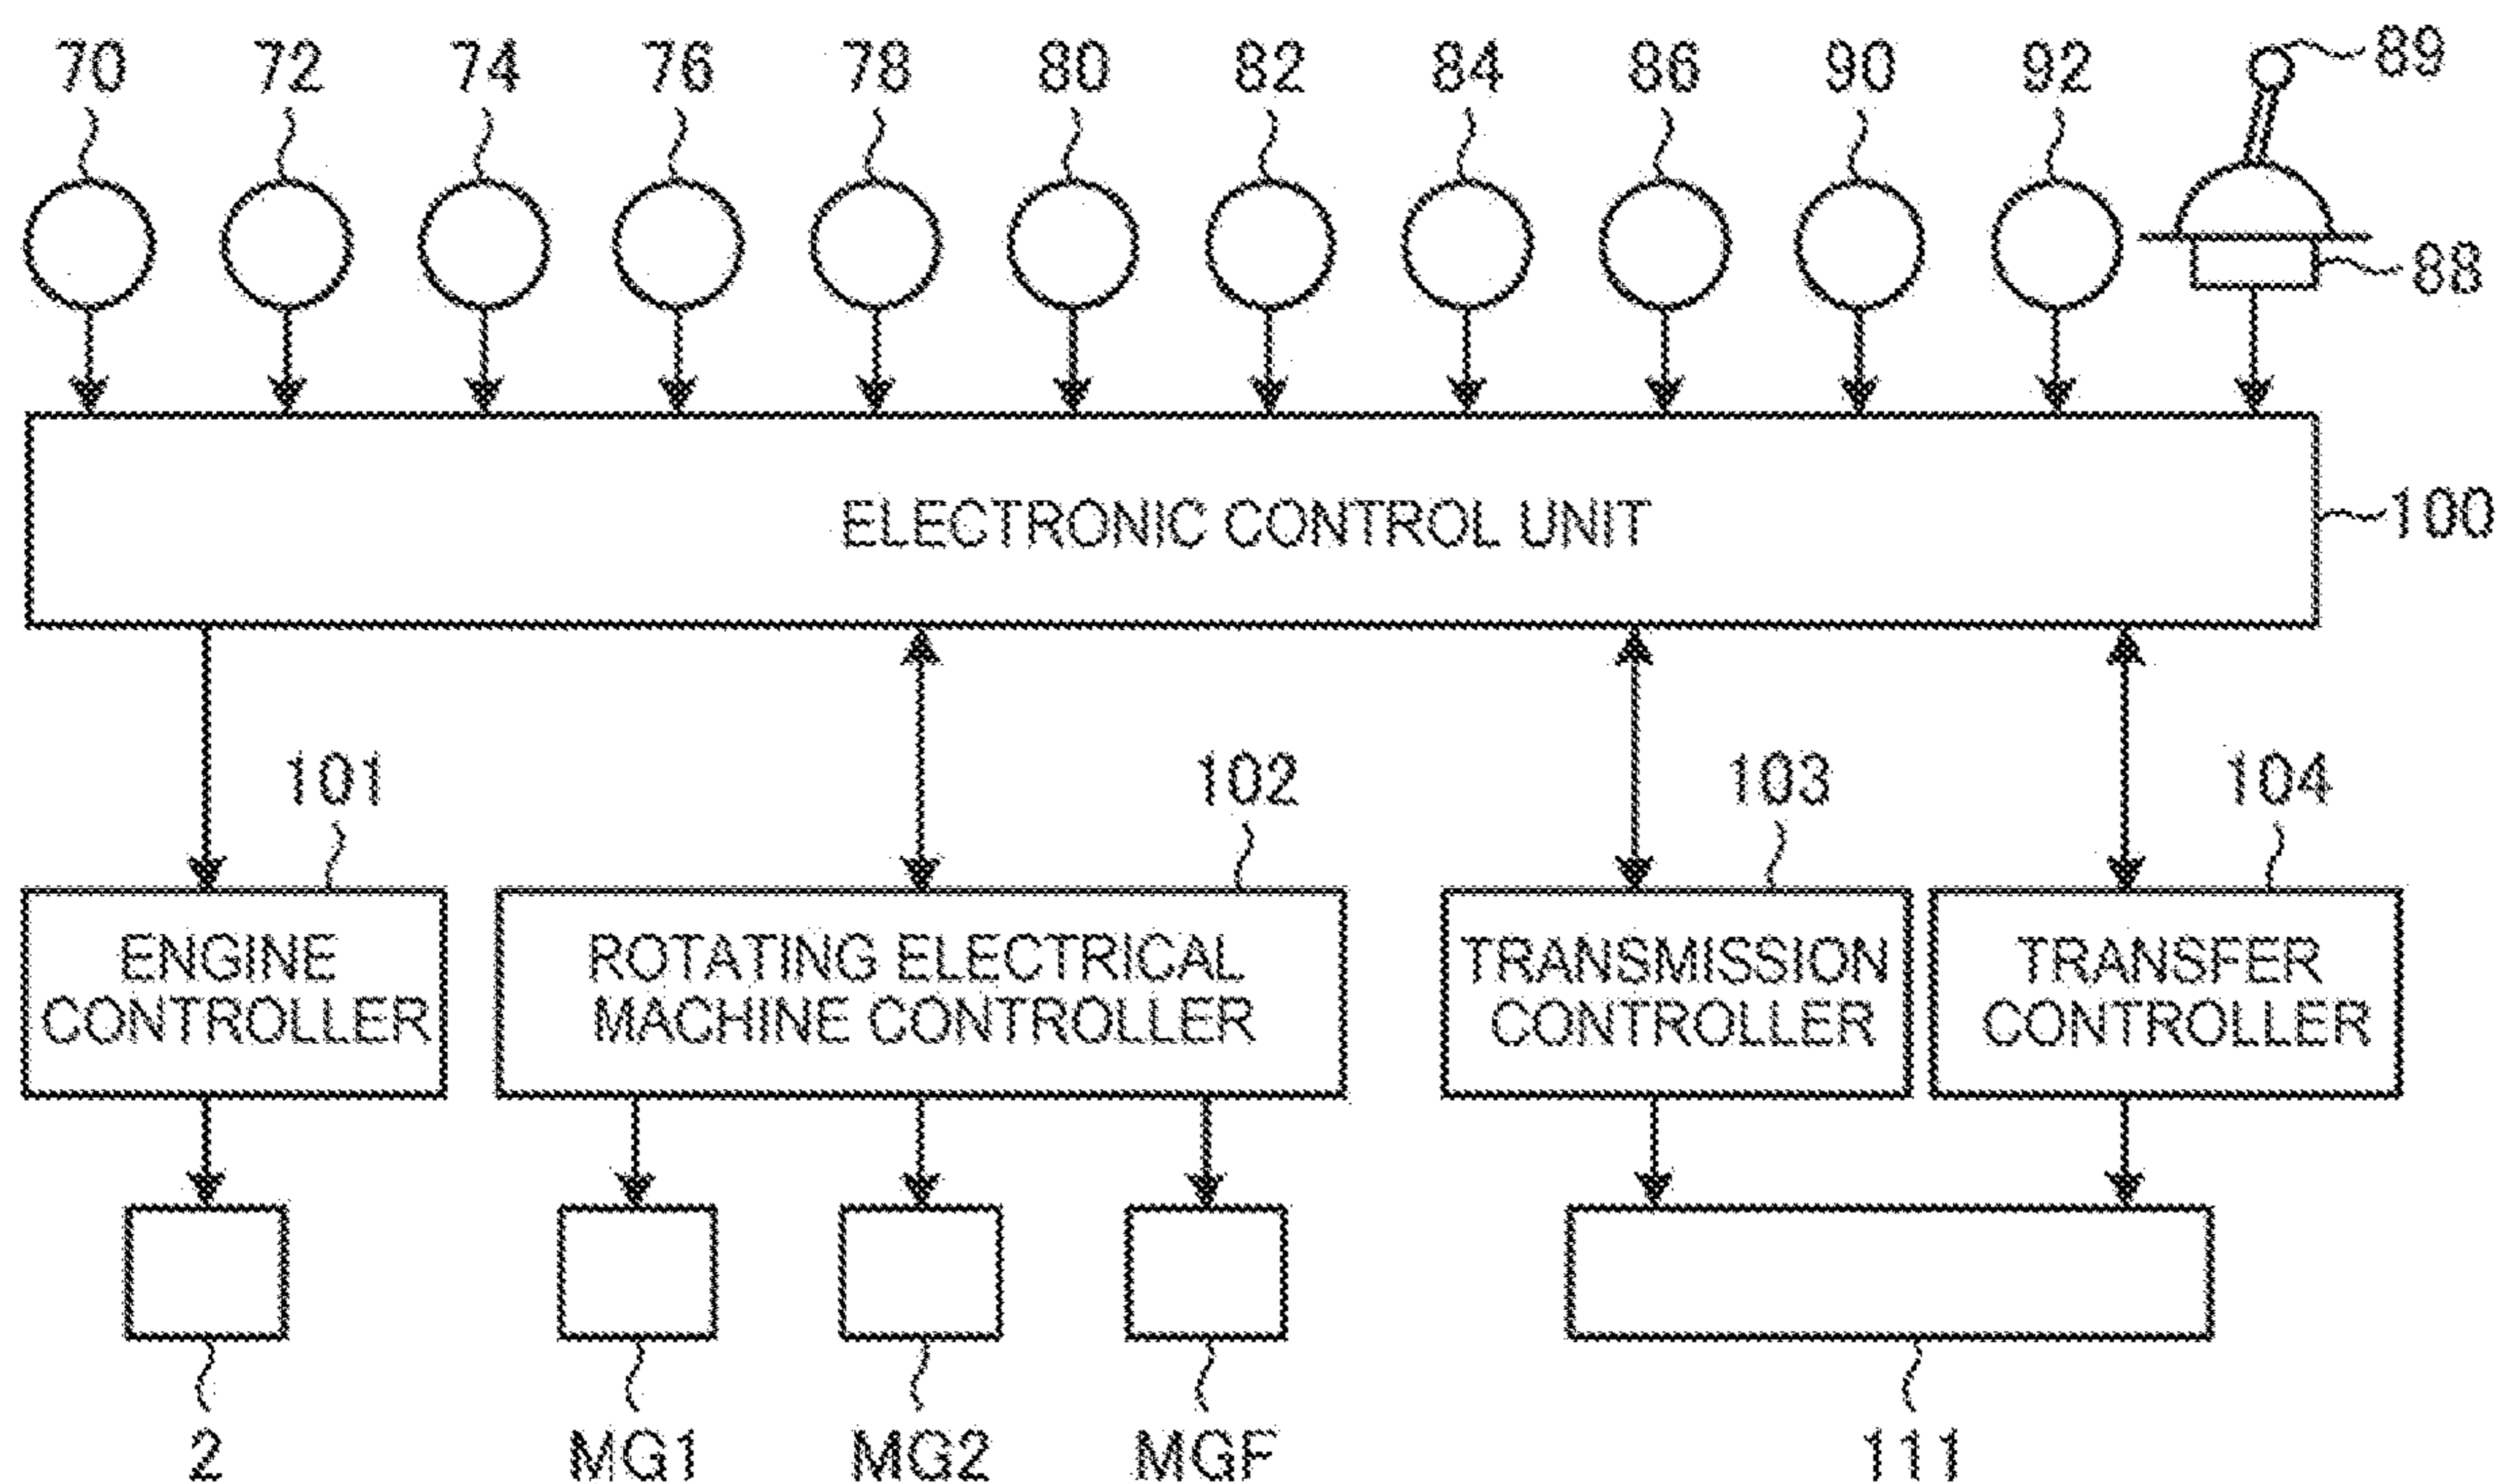 70 72 74 76 78 80 82 84 86 90 92 89
88
ELECTRONIC CONTROL UNIT
100
101 102 103 104
ENGINE
CONTROLLER
ROTATING ELECTRICAL
MACHINE CONTROLLER
TRANSMISSION
CONTROLLER
TRANSFER
CONTROLLER
2 MG1 MG2 MGF 111